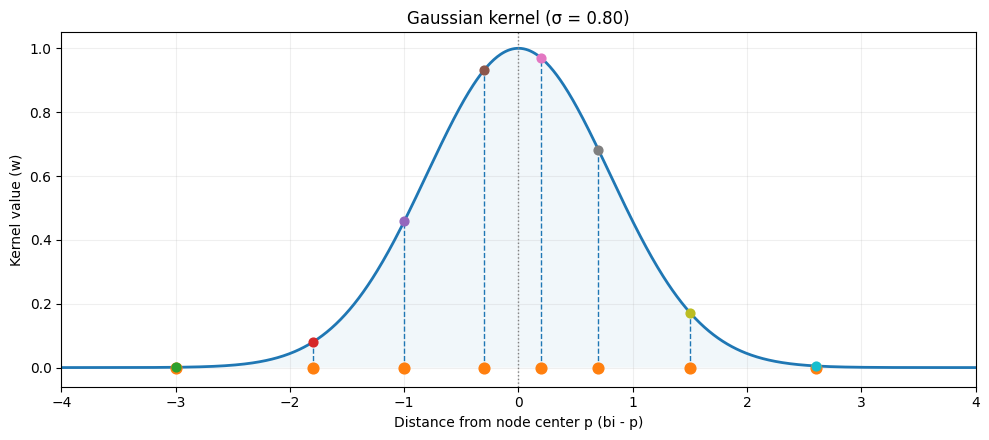 Gaussian kernel (σ = 0.80)
Kernel value (w)
1.0
0.8
0.6
0.4
0.2
0.0
−4 −3 −2 −1 0 1 2 3 4
Distance from node center p (bi - p)